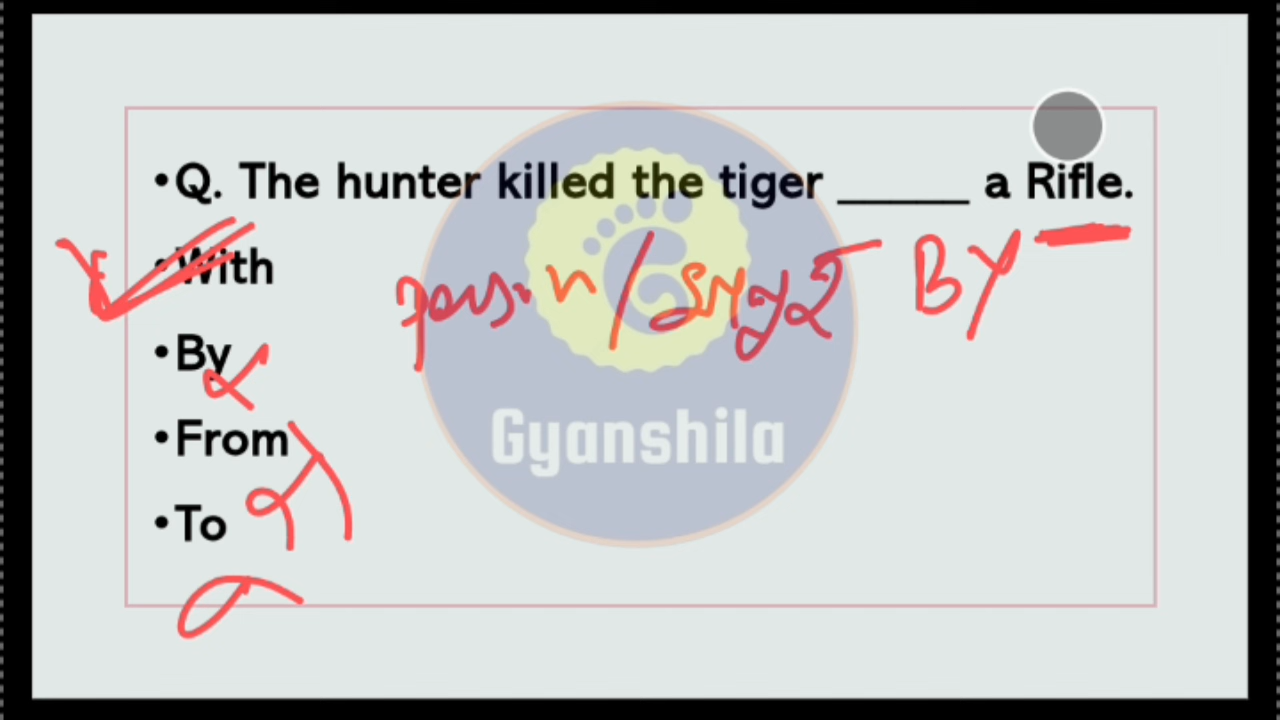 •Q. The hunter killed the tiger ______ a Rifle.
•With
•By
•From
•To
By
Gyanshila